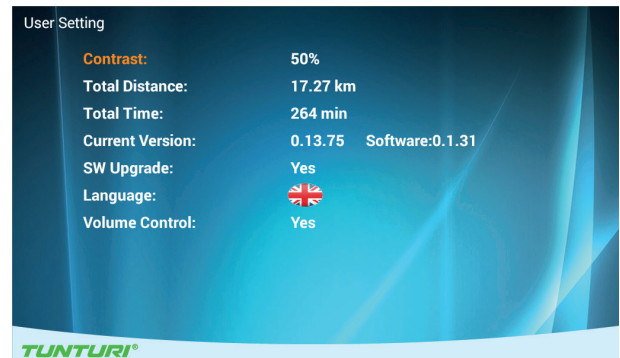 User Setting
Contrast: 50%
Total Distance: 17.27 km
Total Time: 264 min
Current Version: 0.13.75 Software:0.1.31
SW Upgrade: Yes
Language:
Volume Control: Yes
TUNTURI®